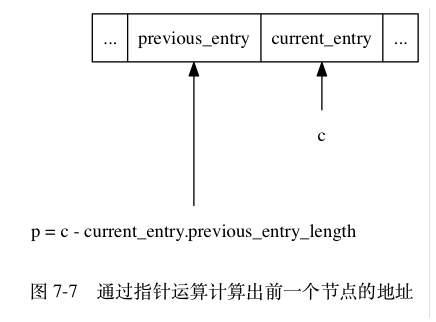 ... previous_entry current_entry ...
c
p = c - current_entry.previous_entry_length
图 7-7 通过指针运算计算出前一个节点的地址